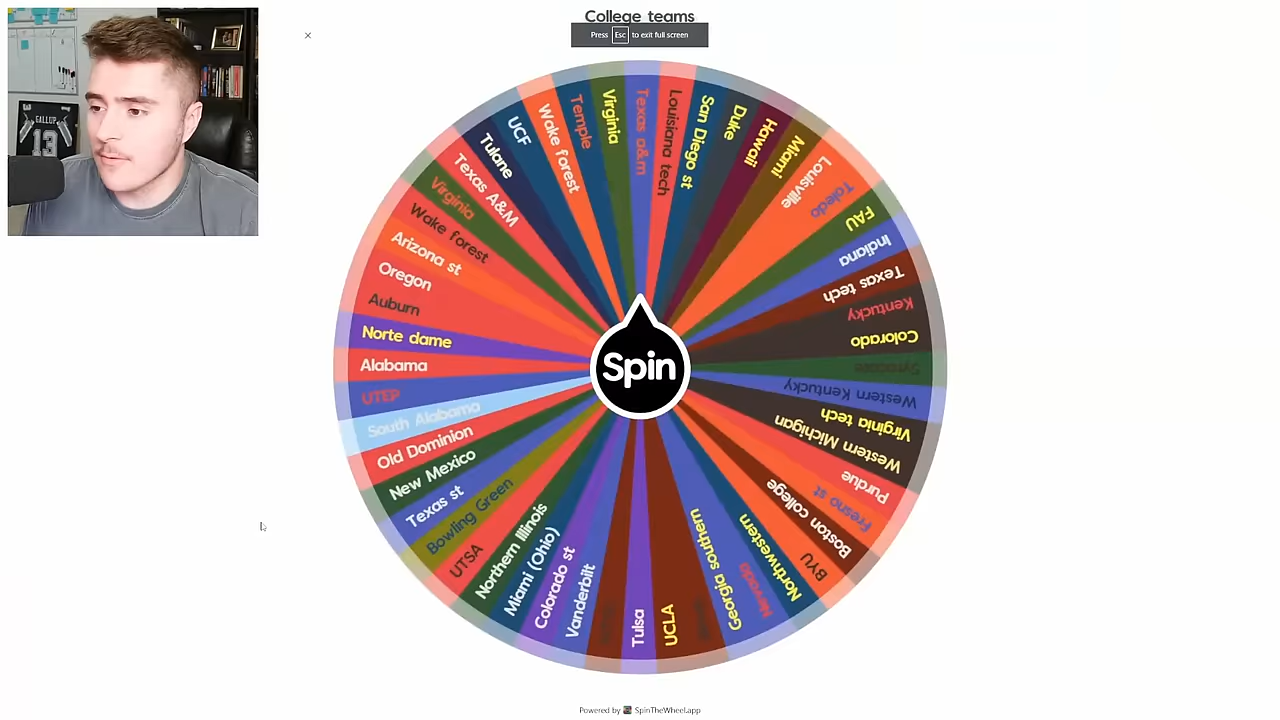 College teams
Press Esc to exit full screen
GALLUP
13
Texas a&m
Louisiana tech
San Diego st
Duke
Hawaii
Miami
Louisville
Toledo
FAU
Indiana
Texas tech
Kentucky
Colorado
Syracuse
Western Kentucky
Virginia tech
Western Michigan
Purdue
Fresno st
Boston college
BYU
Northwestern
Nevada
Georgia southern
UCLA
Tulsa
Vanderbilt
Colorado st
Miami (Ohio)
Northern Illinois
UTSA
Bowling Green
Texas st
New Mexico
Old Dominion
South Alabama
UTEP
Alabama
Norte dame
Auburn
Oregon
Arizona st
Wake forest
Virginia
Texas A&M
Tulane
UCF
Wake forest
Temple
Virginia
Spin
Powered by SpinTheWheel.app